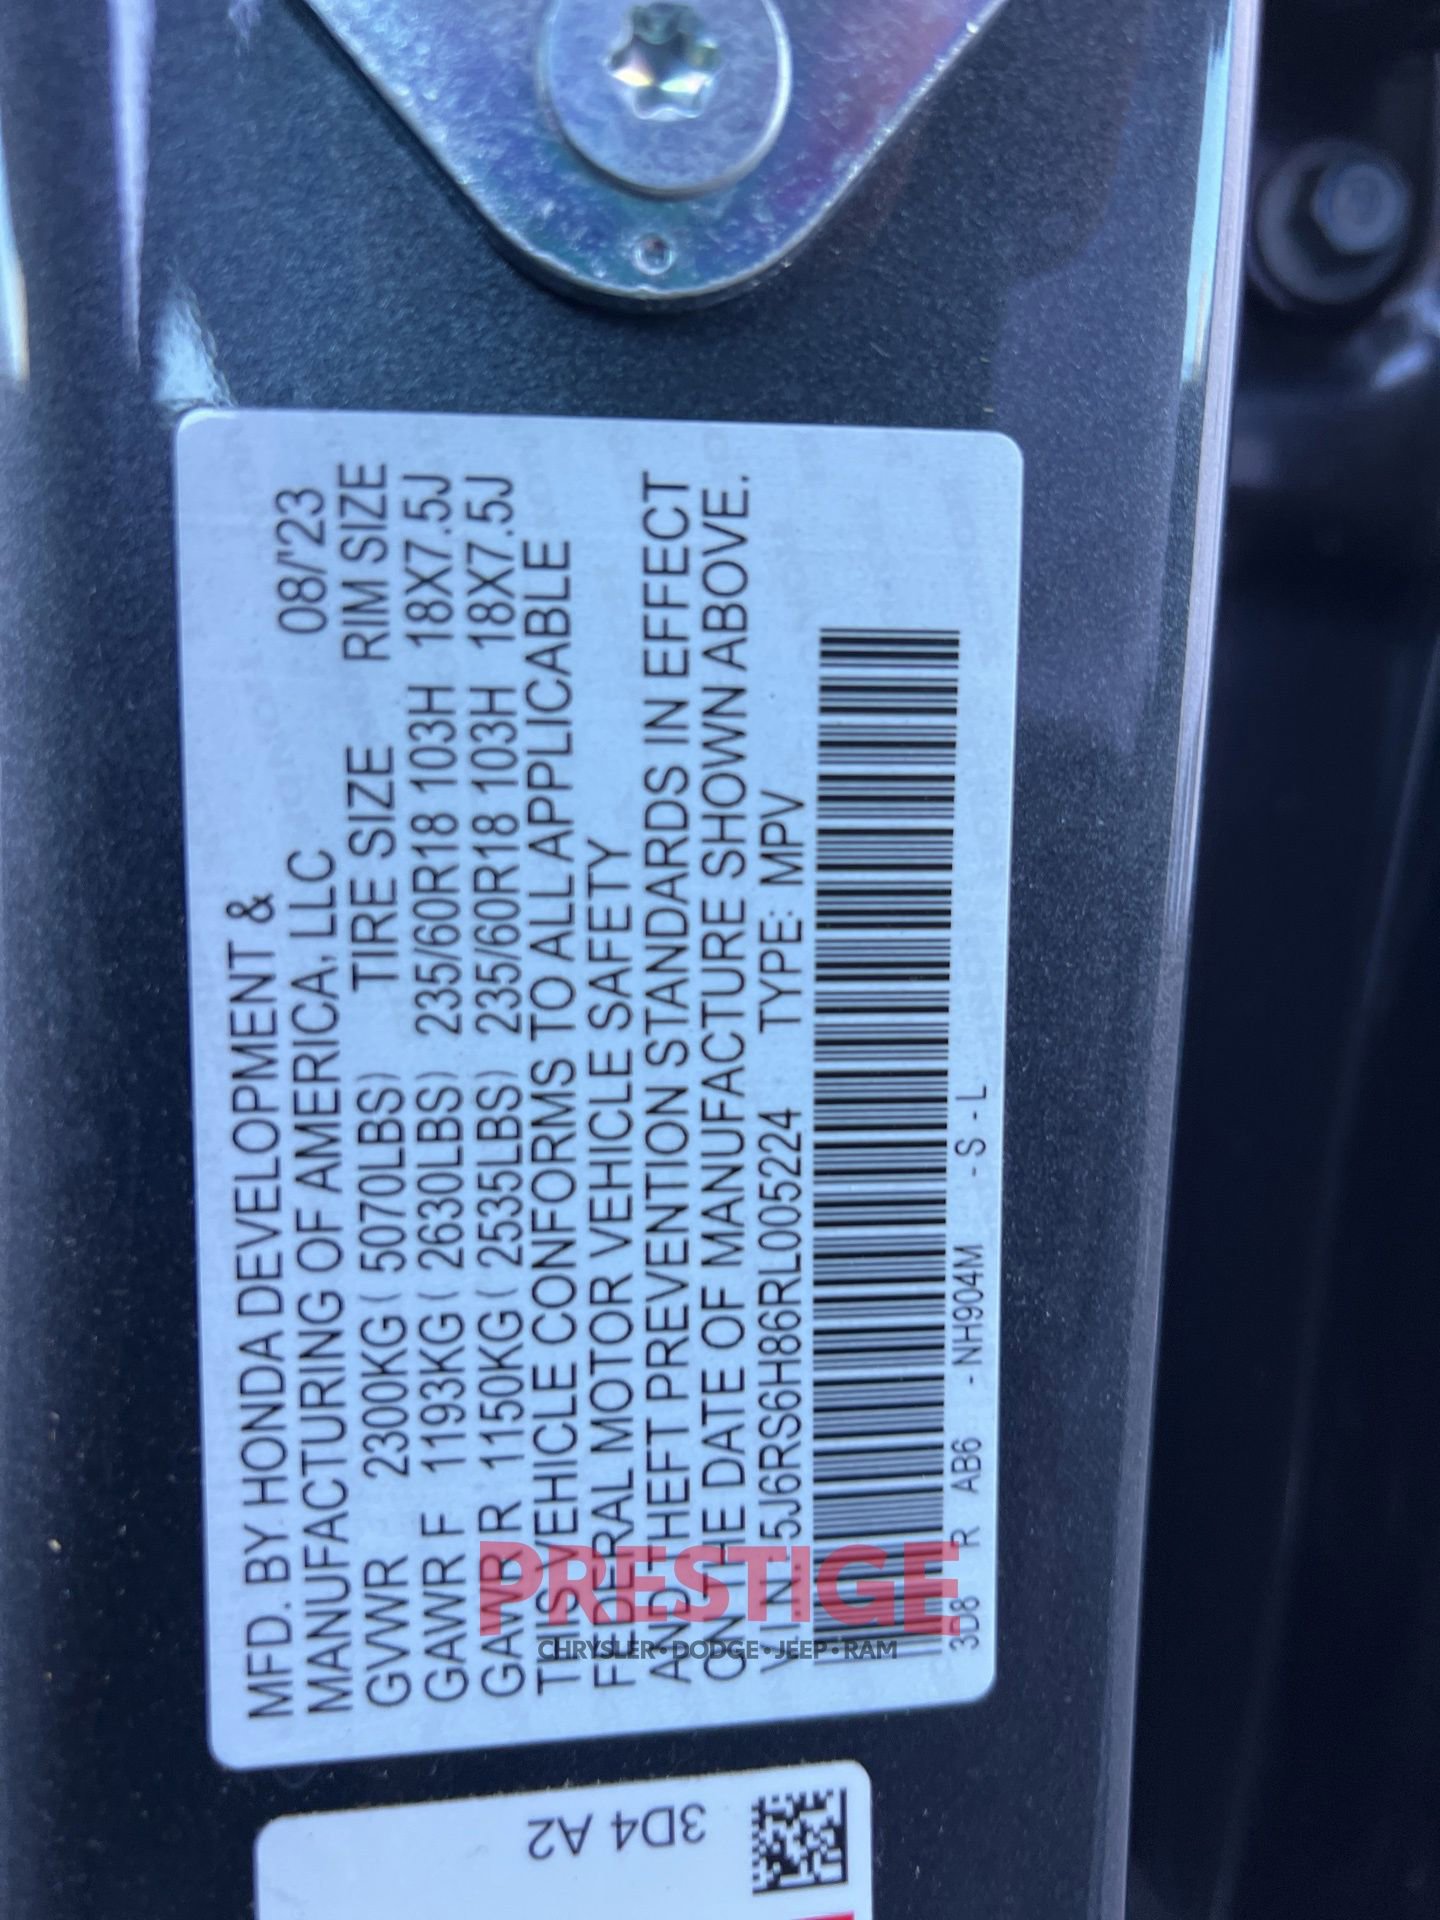 MFD. BY HONDA DEVELOPMENT &
MANUFACTURING OF AMERICA, LLC 08/'23
TIRE SIZE RIM SIZE
GVWR 2300KG ( 5070LBS)
GAWR F 1193KG ( 2630LBS) 235/60R18 103H 18X7.5J
GAWR R 1150KG ( 2535LBS) 235/60R18 103H 18X7.5J
THIS VEHICLE CONFORMS TO ALL APPLICABLE
FEDERAL MOTOR VEHICLE SAFETY
AND THEFT PREVENTION STANDARDS IN EFFECT
ON THE DATE OF MANUFACTURE SHOWN ABOVE.
V.I.N. 5J6RS6H86RL005224 TYPE: MPV
3D8 R AB6 -NH904M -S -L
PRESTIGE
CHRYSLER•DODGE•JEEP•RAM
3D4 A2